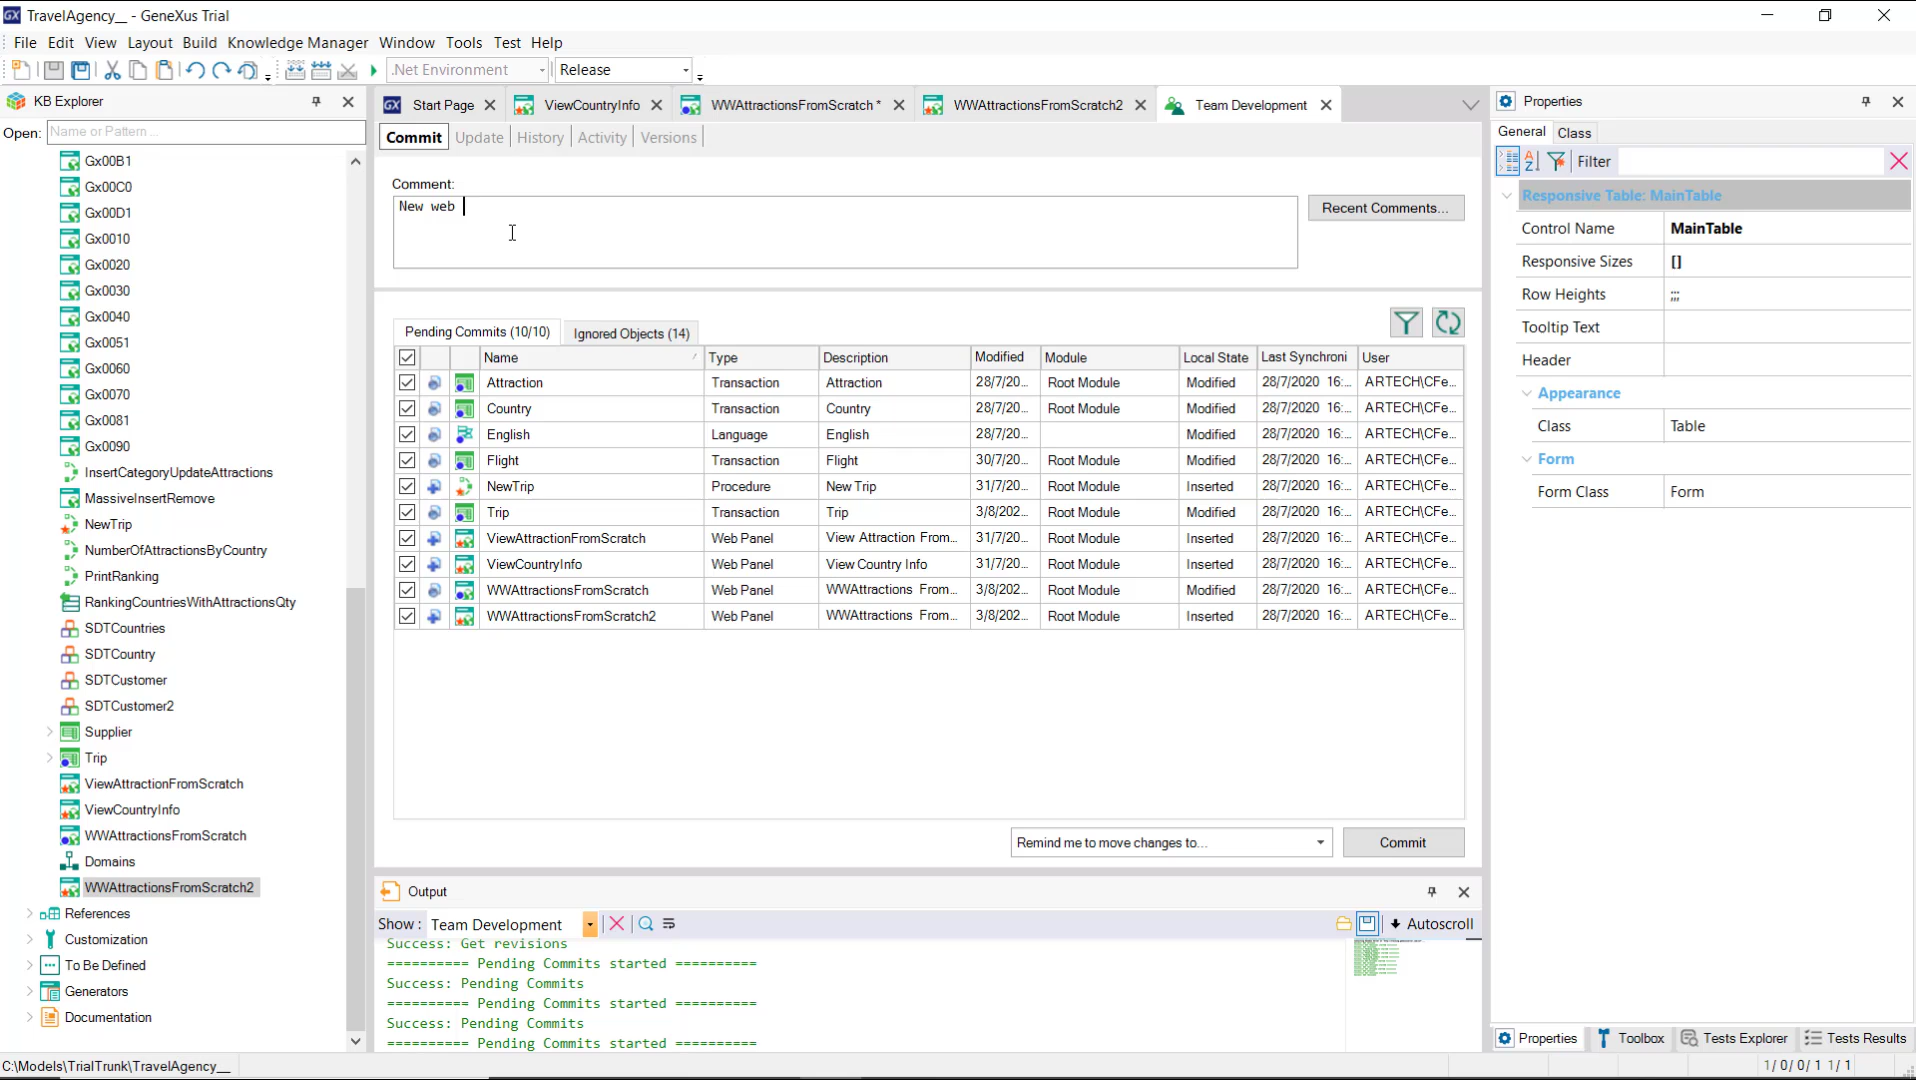 TravelAgency__ - GeneXus Trial
File Edit View Layout Build Knowledge Manager Window Tools Test Help
.Net Environment Release
KB Explorer
Open: Name or Pattern ...
Gx00B1
Gx00C0
Gx00D1
Gx0010
Gx0020
Gx0030
Gx0040
Gx0051
Gx0060
Gx0070
Gx0081
Gx0090
InsertCategoryUpdateAttractions
MassiveInsertRemove
NewTrip
NumberOfAttractionsByCountry
PrintRanking
RankingCountriesWithAttractionsQty
SDTCountries
SDTCountry
SDTCustomer
SDTCustomer2
Supplier
Trip
ViewAttractionFromScratch
ViewCountryInfo
WWAttractionsFromScratch
Domains
WWAttractionsFromScratch2
References
Customization
To Be Defined
Generators
Documentation
Start Page ViewCountryInfo WWAttractionsFromScratch * WWAttractionsFromScratch2 Team Development
Commit Update History Activity Versions
Comment:
New web
Recent Comments...
Pending Commits (10/10) Ignored Objects (14)
Name Type Description Modified Module Local State Last Synchroni User
Attraction Transaction Attraction 28/7/20... Root Module Modified 28/7/2020 16:... ARTECH\CFe...
Country Transaction Country 28/7/20... Root Module Modified 28/7/2020 16:... ARTECH\CFe...
English Language English 28/7/20... Modified 28/7/2020 16:... ARTECH\CFe...
Flight Transaction Flight 30/7/20... Root Module Modified 28/7/2020 16:... ARTECH\CFe...
NewTrip Procedure New Trip 31/7/20... Root Module Inserted 28/7/2020 16:... ARTECH\CFe...
Trip Transaction Trip 3/8/202... Root Module Modified 28/7/2020 16:... ARTECH\CFe...
ViewAttractionFromScratch Web Panel View Attraction From... 31/7/20... Root Module Inserted 28/7/2020 16:... ARTECH\CFe...
ViewCountryInfo Web Panel View Country Info 31/7/20... Root Module Inserted 28/7/2020 16:... ARTECH\CFe...
WWAttractionsFromScratch Web Panel WWAttractions From... 3/8/202... Root Module Modified 28/7/2020 16:... ARTECH\CFe...
WWAttractionsFromScratch2 Web Panel WWAttractions From... 3/8/202... Root Module Inserted 28/7/2020 16:... ARTECH\CFe...
Remind me to move changes to... Commit
Output
Show : Team Development Autoscroll
Success: Get revisions
========== Pending Commits started ==========
Success: Pending Commits
========== Pending Commits started ==========
Success: Pending Commits
========== Pending Commits started ==========
Properties
General Class
Filter
Responsive Table: MainTable
Control Name MainTable
Responsive Sizes []
Row Heights ;;;
Tooltip Text
Header
Appearance
Class Table
Form
Form Class Form
Properties Toolbox Tests Explorer Tests Results
C:\Models\TrialTrunk\TravelAgency__
1/ 0/ 0/ 1 1/ 1